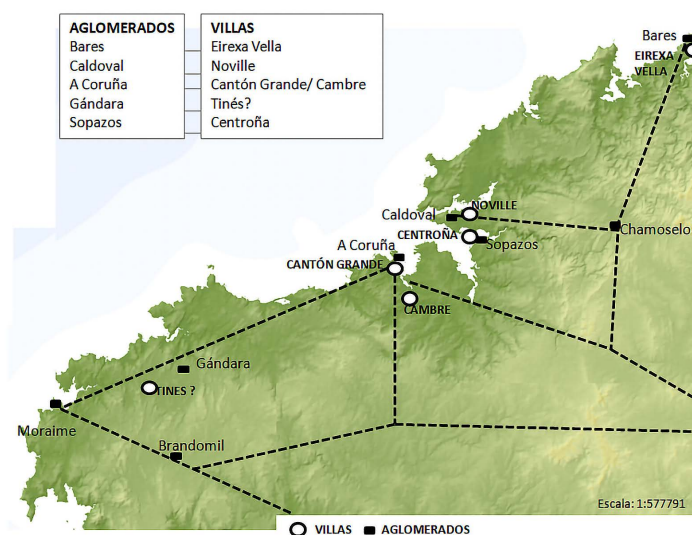 AGLOMERADOS
Bares
Caldoval
A Coruña
Gándara
Sopazos
VILLAS
Eirexa Vella
Noville
Cantón Grande/ Cambre
Tinés?
Centroña
Bares
EIREXA
VELLA
NOVILLE
Caldoval
Chamoselo
CENTROÑA
Sopazos
A Coruña
CANTÓN GRANDE
CAMBRE
Gándara
TINES ?
Moraime
Brandomil
Escala: 1:577791
VILLAS AGLOMERADOS